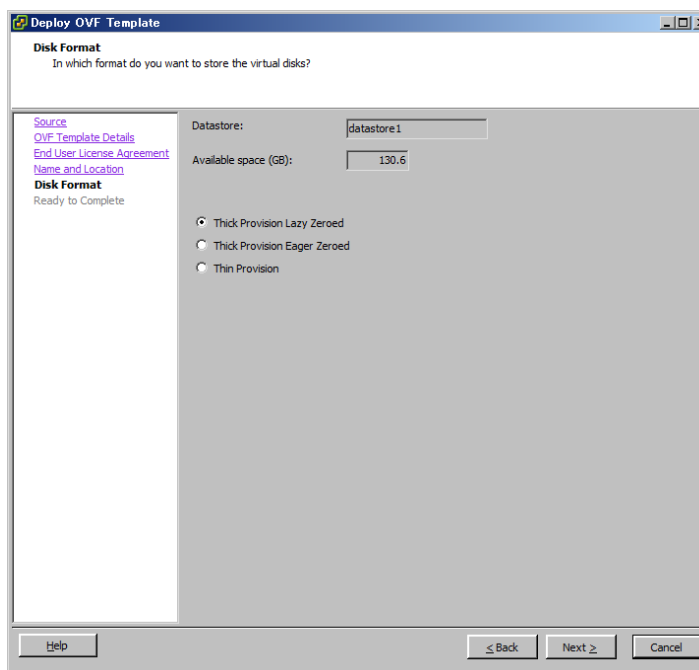 Deploy OVF Template
Disk Format
In which format do you want to store the virtual disks?
Source
OVF Template Details
End User License Agreement
Name and Location
Disk Format
Ready to Complete
Datastore:
datastore1
Available space (GB):
130.6
Thick Provision Lazy Zeroed
Thick Provision Eager Zeroed
Thin Provision
Help
< Back
Next >
Cancel